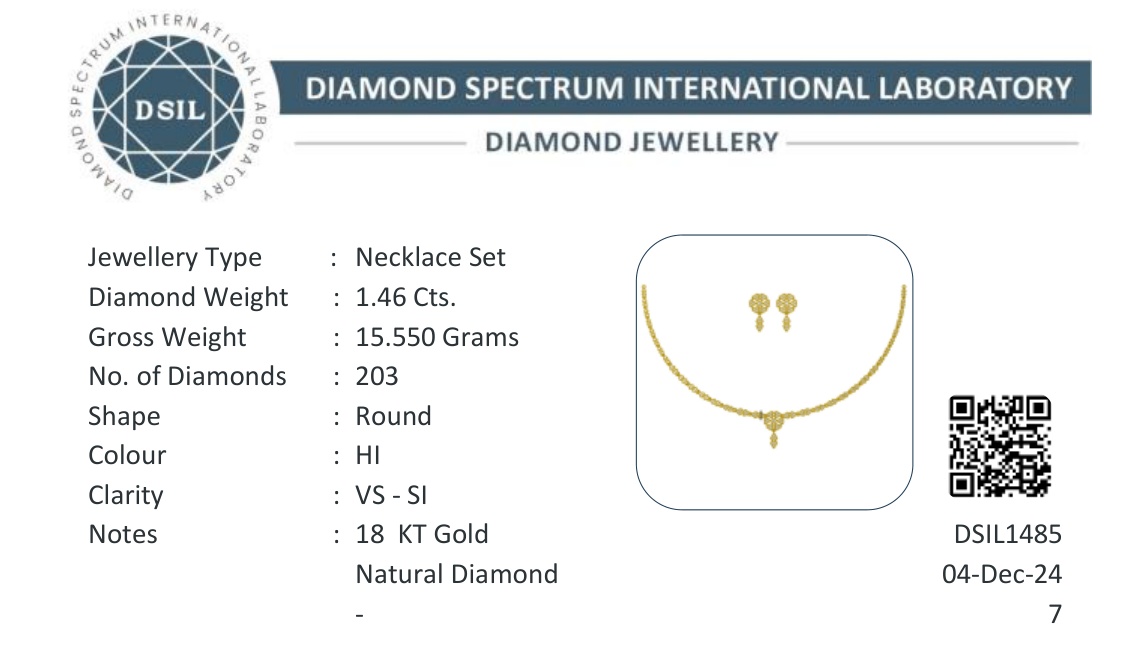 DIAMOND SPECTRUM INTERNATIONAL LABORATORY
DSIL
DIAMOND SPECTRUM INTERNATIONAL LABORATORY
DIAMOND JEWELLERY
Jewellery Type : Necklace Set
Diamond Weight : 1.46 Cts.
Gross Weight : 15.550 Grams
No. of Diamonds : 203
Shape : Round
Colour : HI
Clarity : VS - SI
Notes : 18 KT Gold
Natural Diamond
-
DSIL1485
04-Dec-24
7